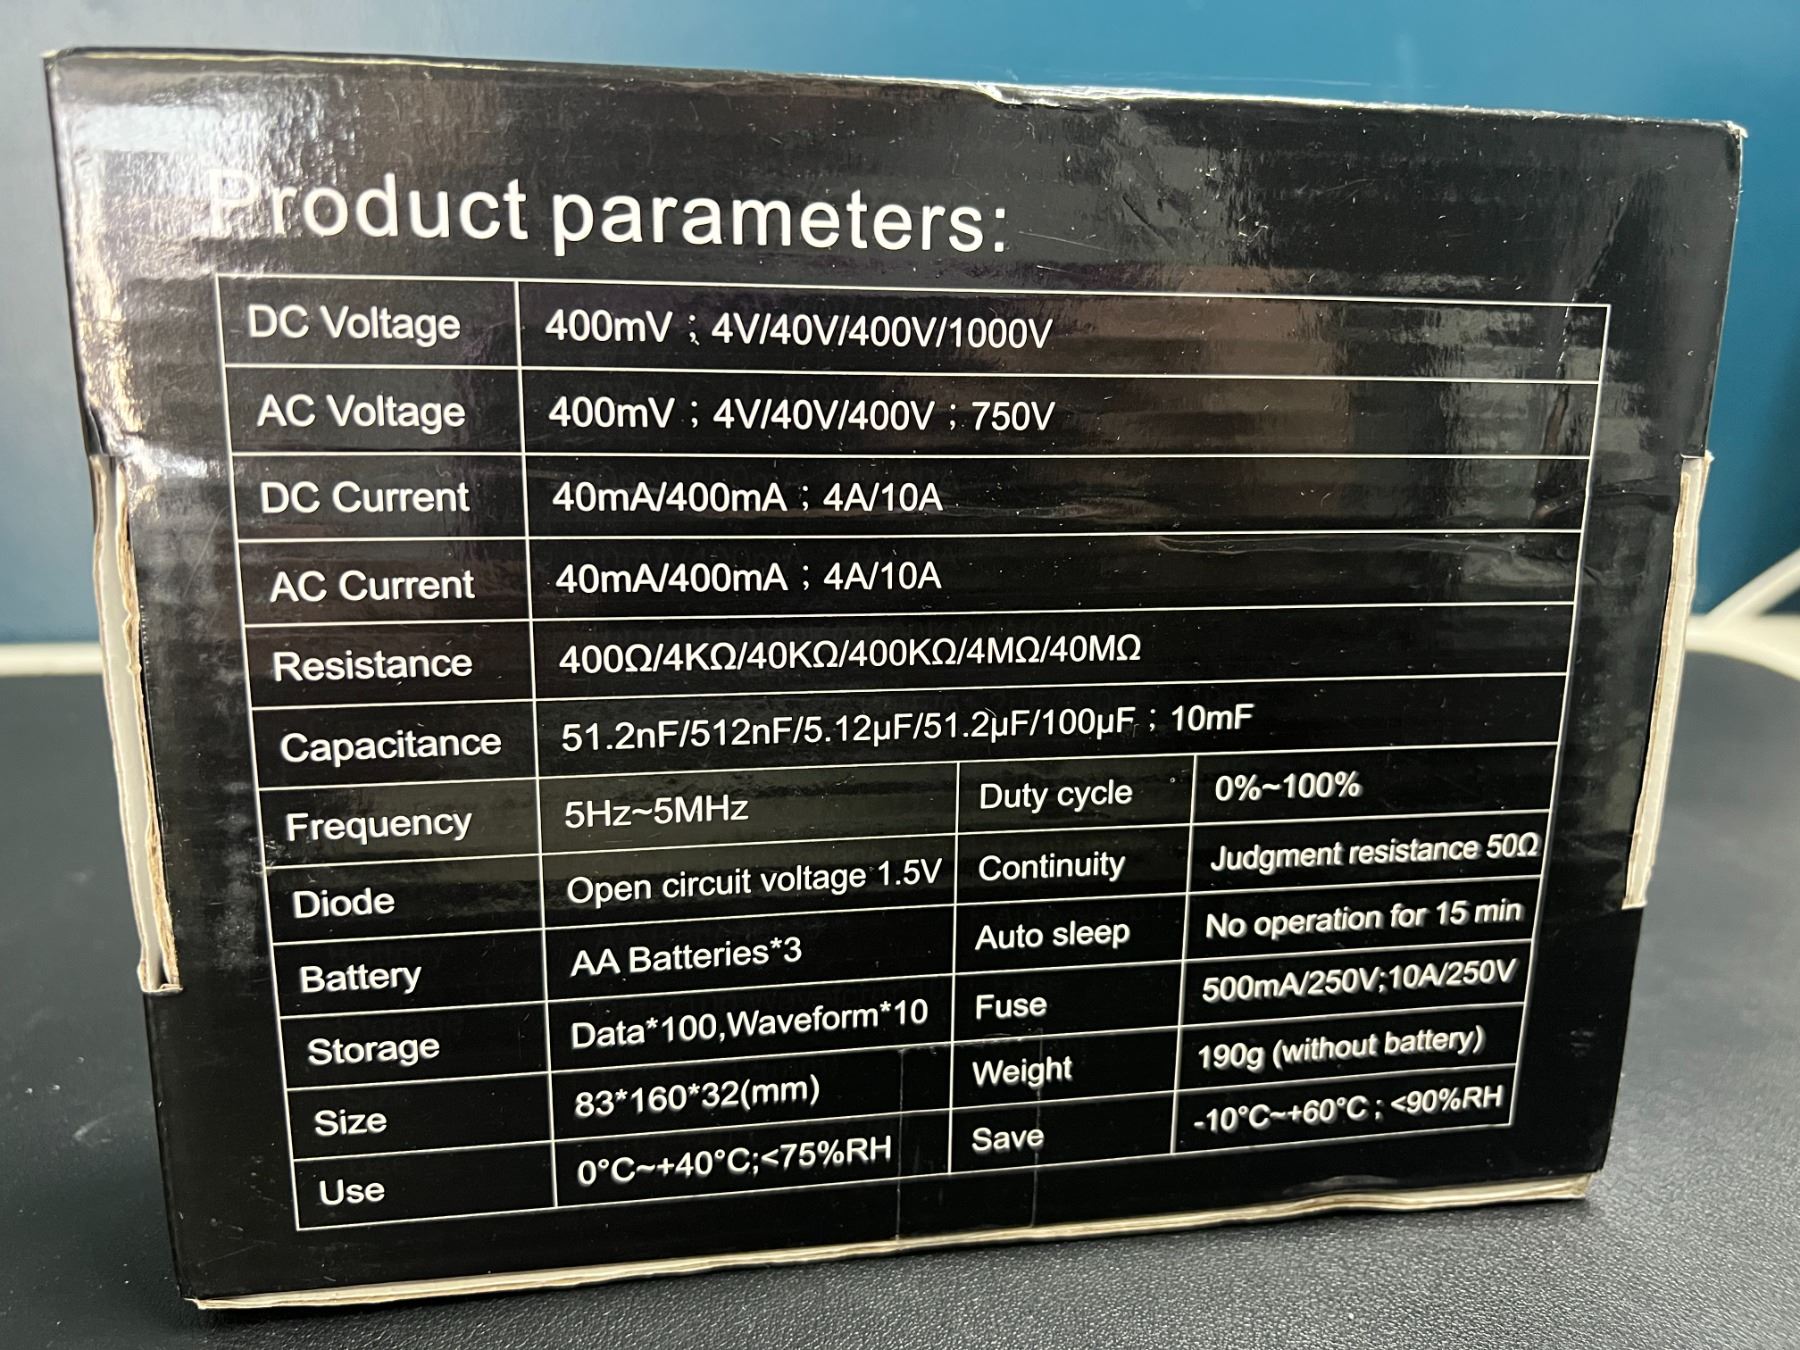 Product parameters:
DC Voltage 400mV；4V/40V/400V/1000V
AC Voltage 400mV；4V/40V/400V；750V
DC Current 40mA/400mA；4A/10A
AC Current 40mA/400mA；4A/10A
Resistance 400Ω/4KΩ/40KΩ/400KΩ/4MΩ/40MΩ
Capacitance 51.2nF/512nF/5.12μF/51.2μF/100μF；10mF
Frequency 5Hz~5MHz Duty cycle 0%~100%
Diode Open circuit voltage 1.5V Continuity Judgment resistance 50Ω
Battery AA Batteries*3 Auto sleep No operation for 15 min
Storage Data*100,Waveform*10 Fuse 500mA/250V;10A/250V
Size 83*160*32(mm) Weight 190g (without battery)
Use 0°C~+40°C;<75%RH Save -10°C~+60°C；<90%RH